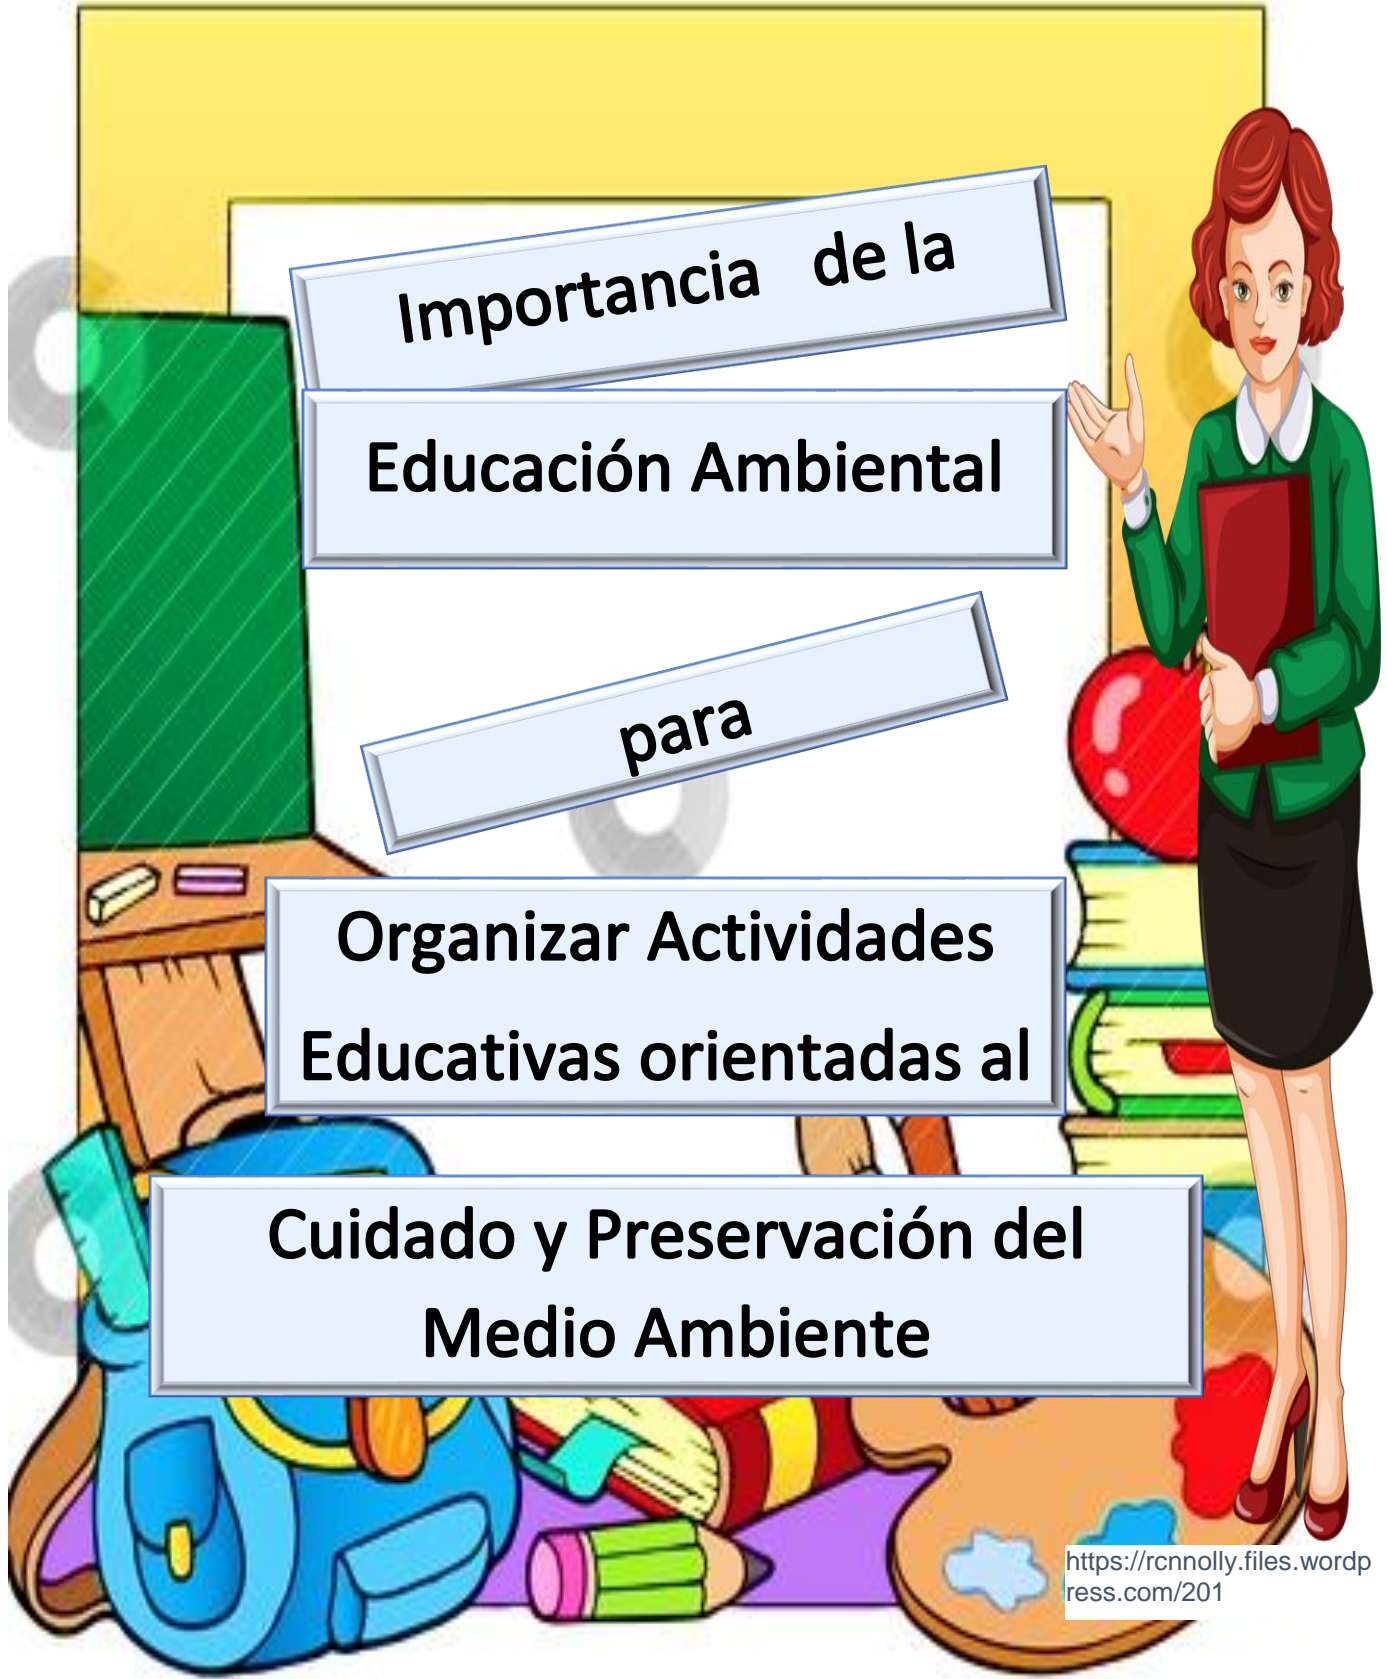 Importancia de la
Educación Ambiental
para
Organizar Actividades
Educativas orientadas al
Cuidado y Preservación del
Medio Ambiente
https://rcnnolly.files.wordp
ress.com/201